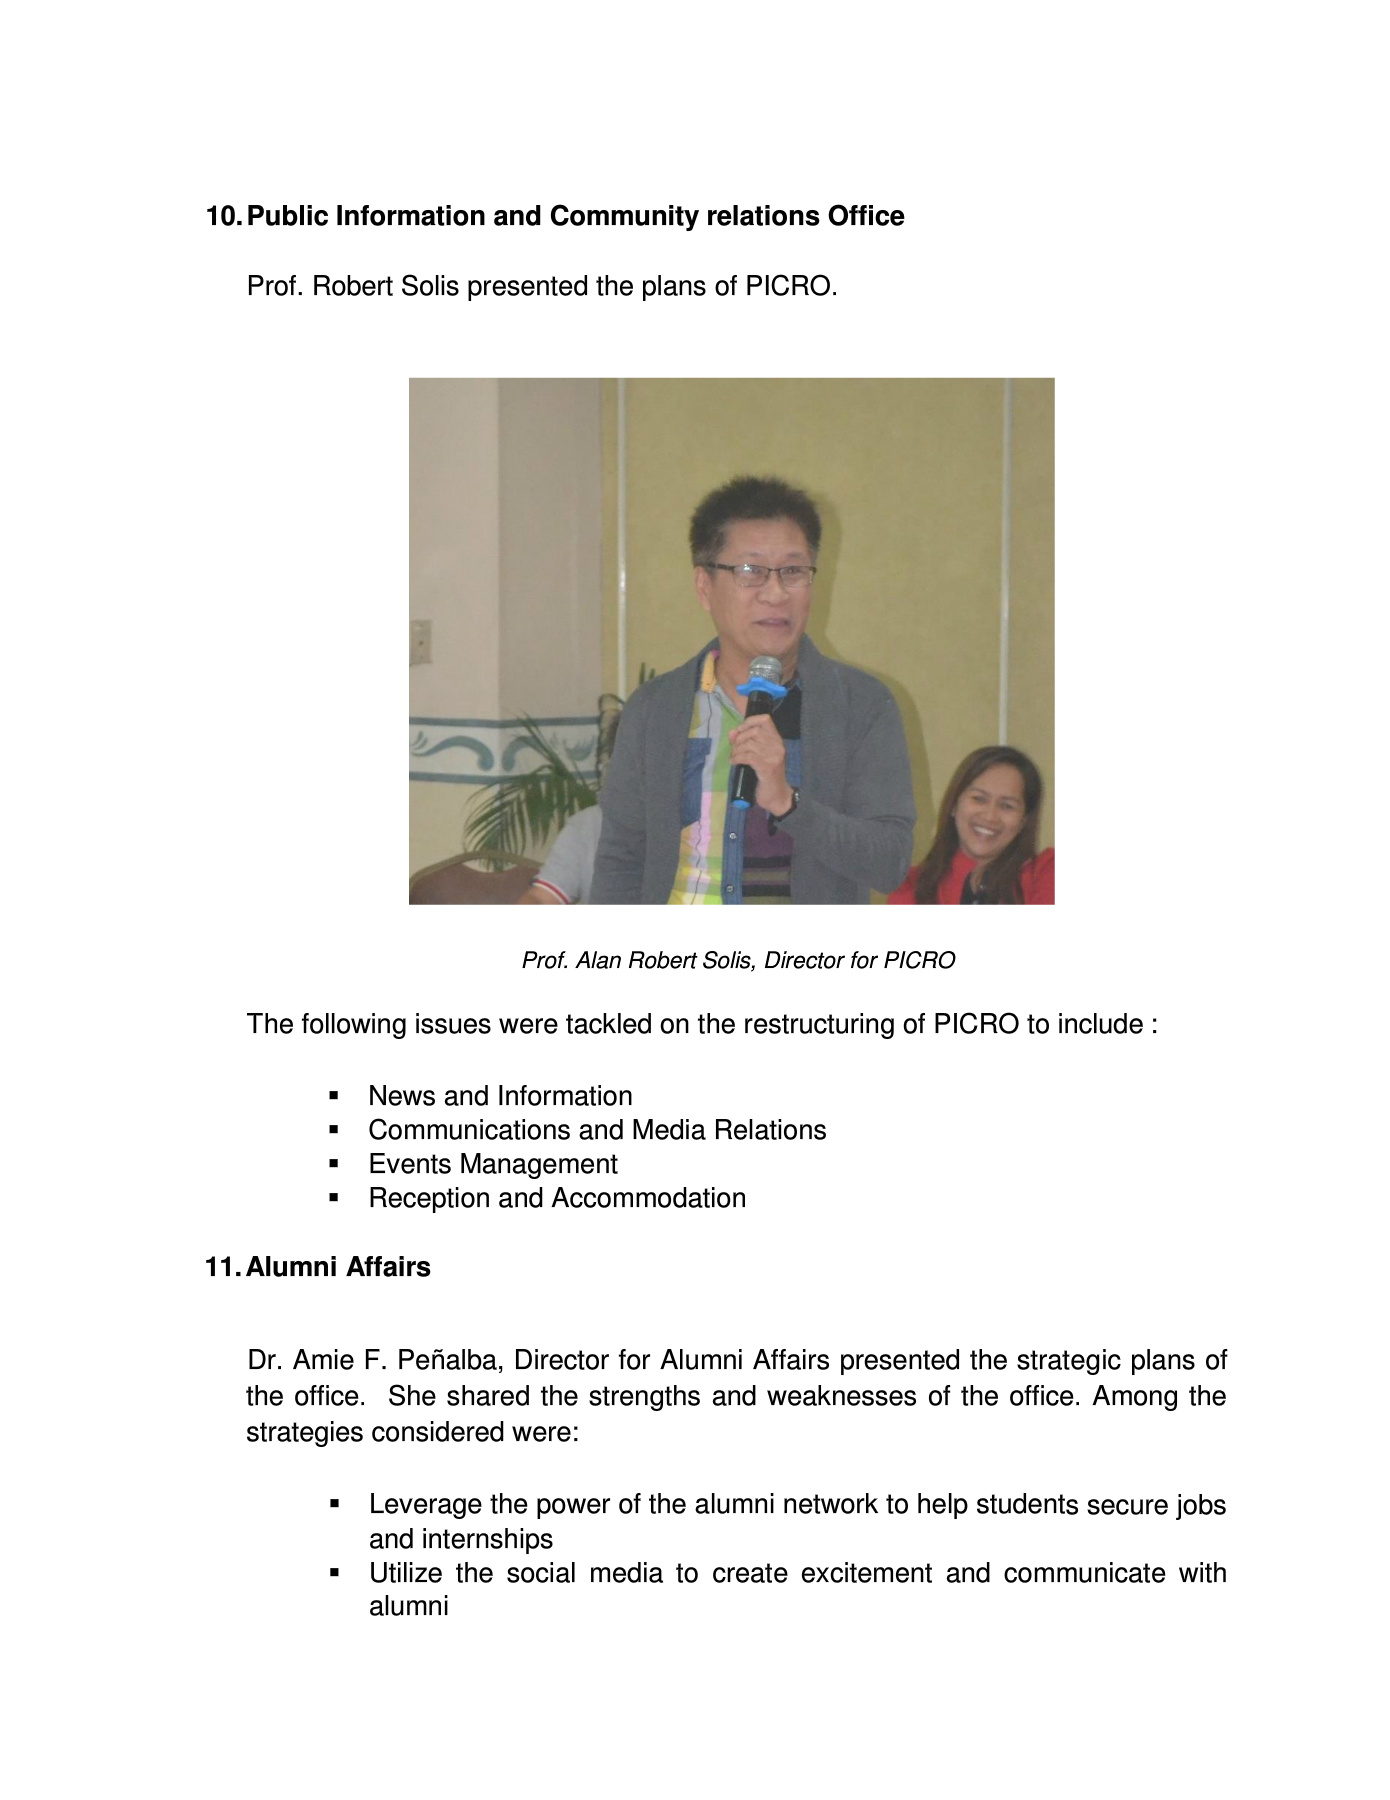 10. Public Information and Community relations Office
Prof. Robert Solis presented the plans of PICRO.
Prof. Alan Robert Solis, Director for PICRO
The following issues were tackled on the restructuring of PICRO to include :
▪ News and Information
▪ Communications and Media Relations
▪ Events Management
▪ Reception and Accommodation
11. Alumni Affairs
Dr. Amie F. Peñalba, Director for Alumni Affairs presented the strategic plans of
the office.  She shared the strengths and weaknesses of the office. Among the
strategies considered were:
▪ Leverage the power of the alumni network to help students secure jobs
and internships
▪ Utilize the social media to create excitement and communicate with
alumni